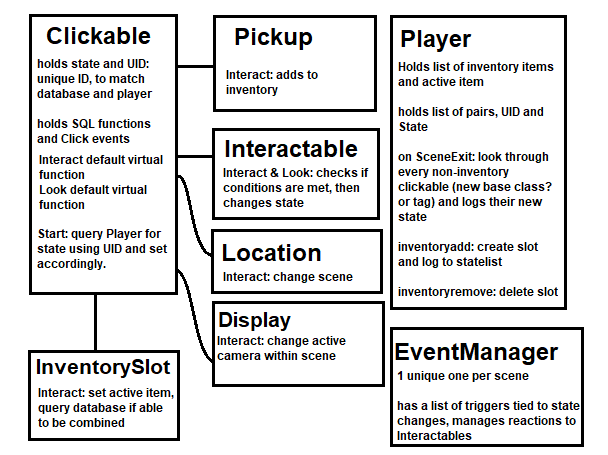 Clickable
holds state and UID:
unique ID, to match
database and player
holds SQL functions
and Click events
Interact default virtual
function
Look default virtual
function
Start: query Player for
state using UID and set
accordingly.
Pickup
Interact: adds to
inventory
Interactable
Interact & Look: checks if
conditions are met, then
changes state
Location
Interact: change scene
Display
Interact: change active
camera within scene
InventorySlot
Interact: set active item,
query database if able
to be combined
Player
Holds list of inventory items
and active item
holds list of pairs, UID and
State
on SceneExit: look through
every non-inventory
clickable (new base class?
or tag) and logs their new
state
inventoryadd: create slot
and log to statelist
inventoryremove: delete slot
EventManager
1 unique one per scene
has a list of triggers tied to state
changes, manages reactions to
Interactables